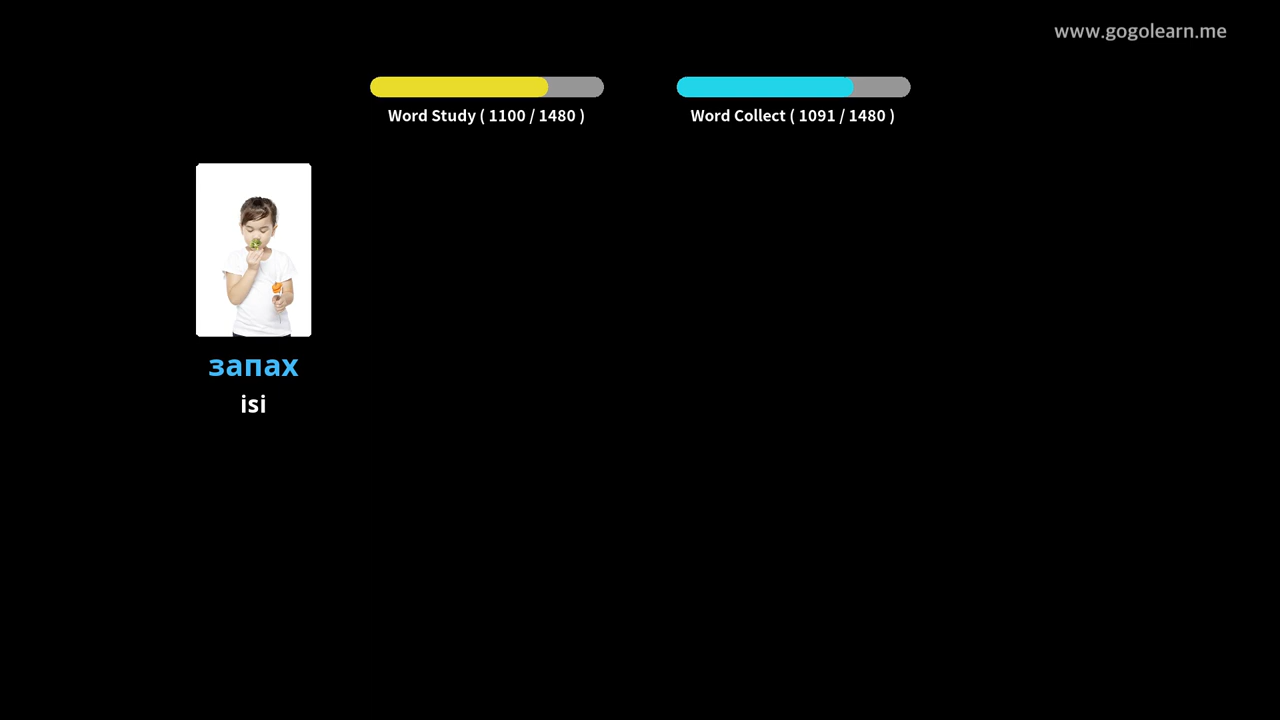 www.gogolearn.me
Word Study ( 1100 / 1480 )
Word Collect ( 1091 / 1480 )
запах
isi